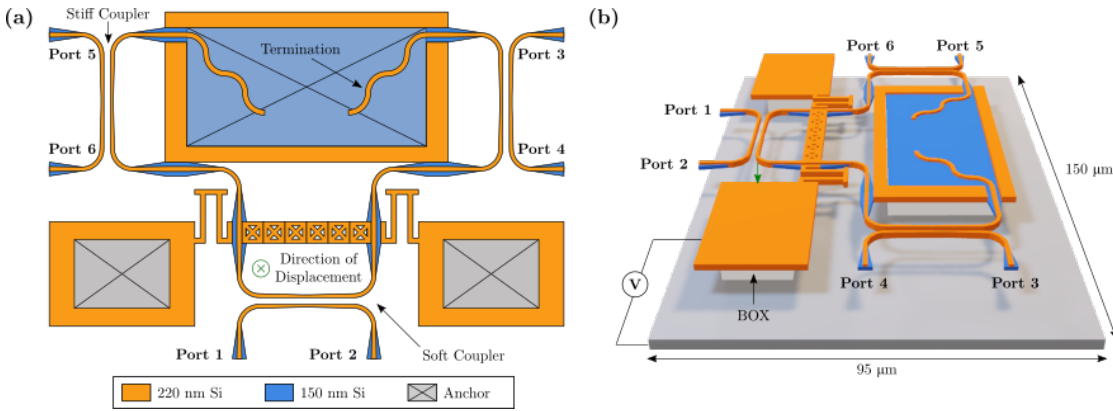 (a)
Stiff Coupler
Port 5
Termination
Port 3
Port 6
Port 4
Direction of
Displacement
Port 1
Port 2
Soft Coupler
220 nm Si
150 nm Si
Anchor
(b)
Port 6
Port 5
Port 1
Port 2
150 μm
V
Port 4
Port 3
BOX
95 μm